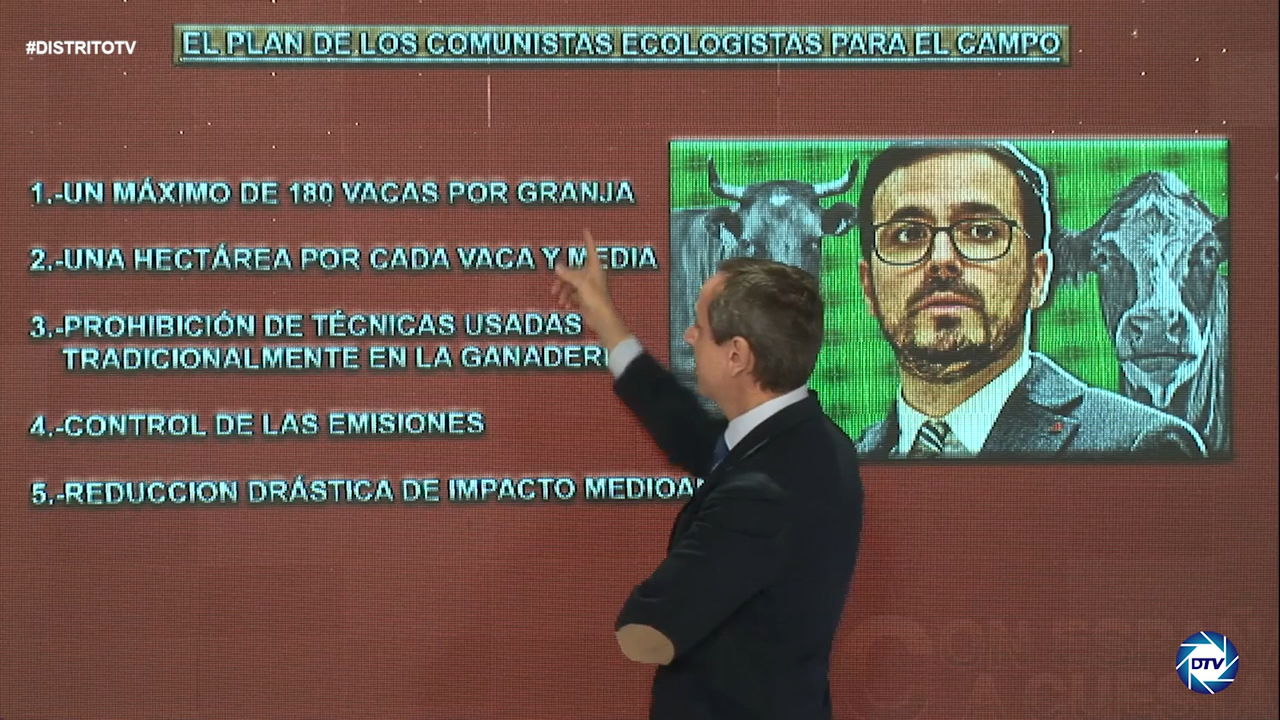 #DISTRITOTV
EL PLAN DE LOS COMUNISTAS ECOLOGISTAS PARA EL CAMPO
1.-UN MÁXIMO DE 180 VACAS POR GRANJA
2.-UNA HECTÁREA POR CADA VACA Y MEDIA
3.-PROHIBICIÓN DE TÉCNICAS USADAS
TRADICIONALMENTE EN LA
4.-CONTROL DE LAS EMISIONES
5.-REDUCCION DRÁSTICA DE IMPACTO
DTV